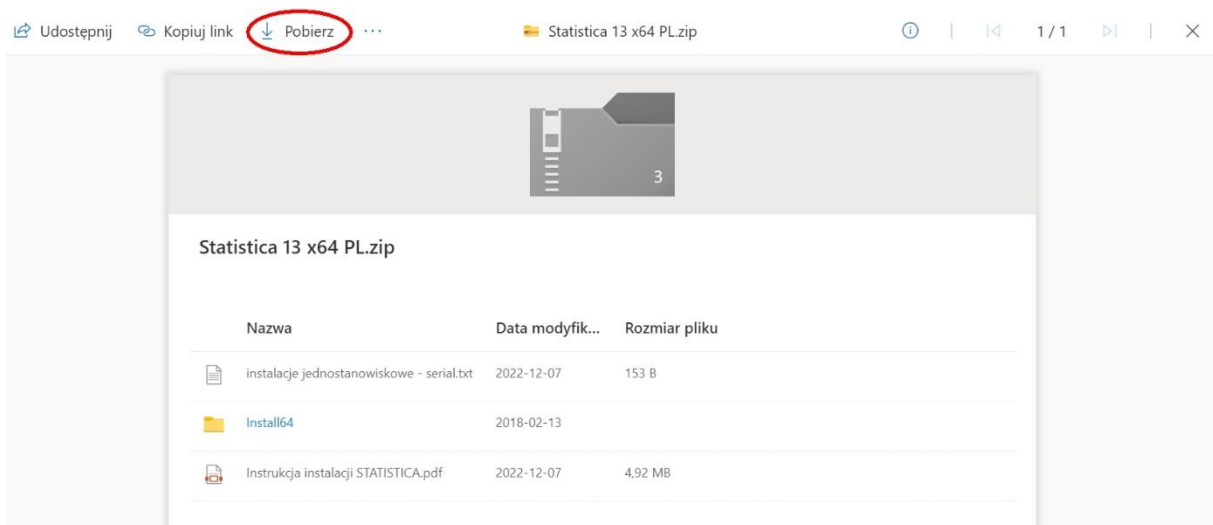 Udostępnij Kopiuj link Pobierz ··· Statistica 13 x64 PL.zip 1 / 1
3
Statistica 13 x64 PL.zip
Nazwa Data modyfik... Rozmiar pliku
instalacje jednostanowiskowe - serial.txt 2022-12-07 153 B
Install64 2018-02-13
Instrukcja instalacji STATISTICA.pdf 2022-12-07 4,92 MB